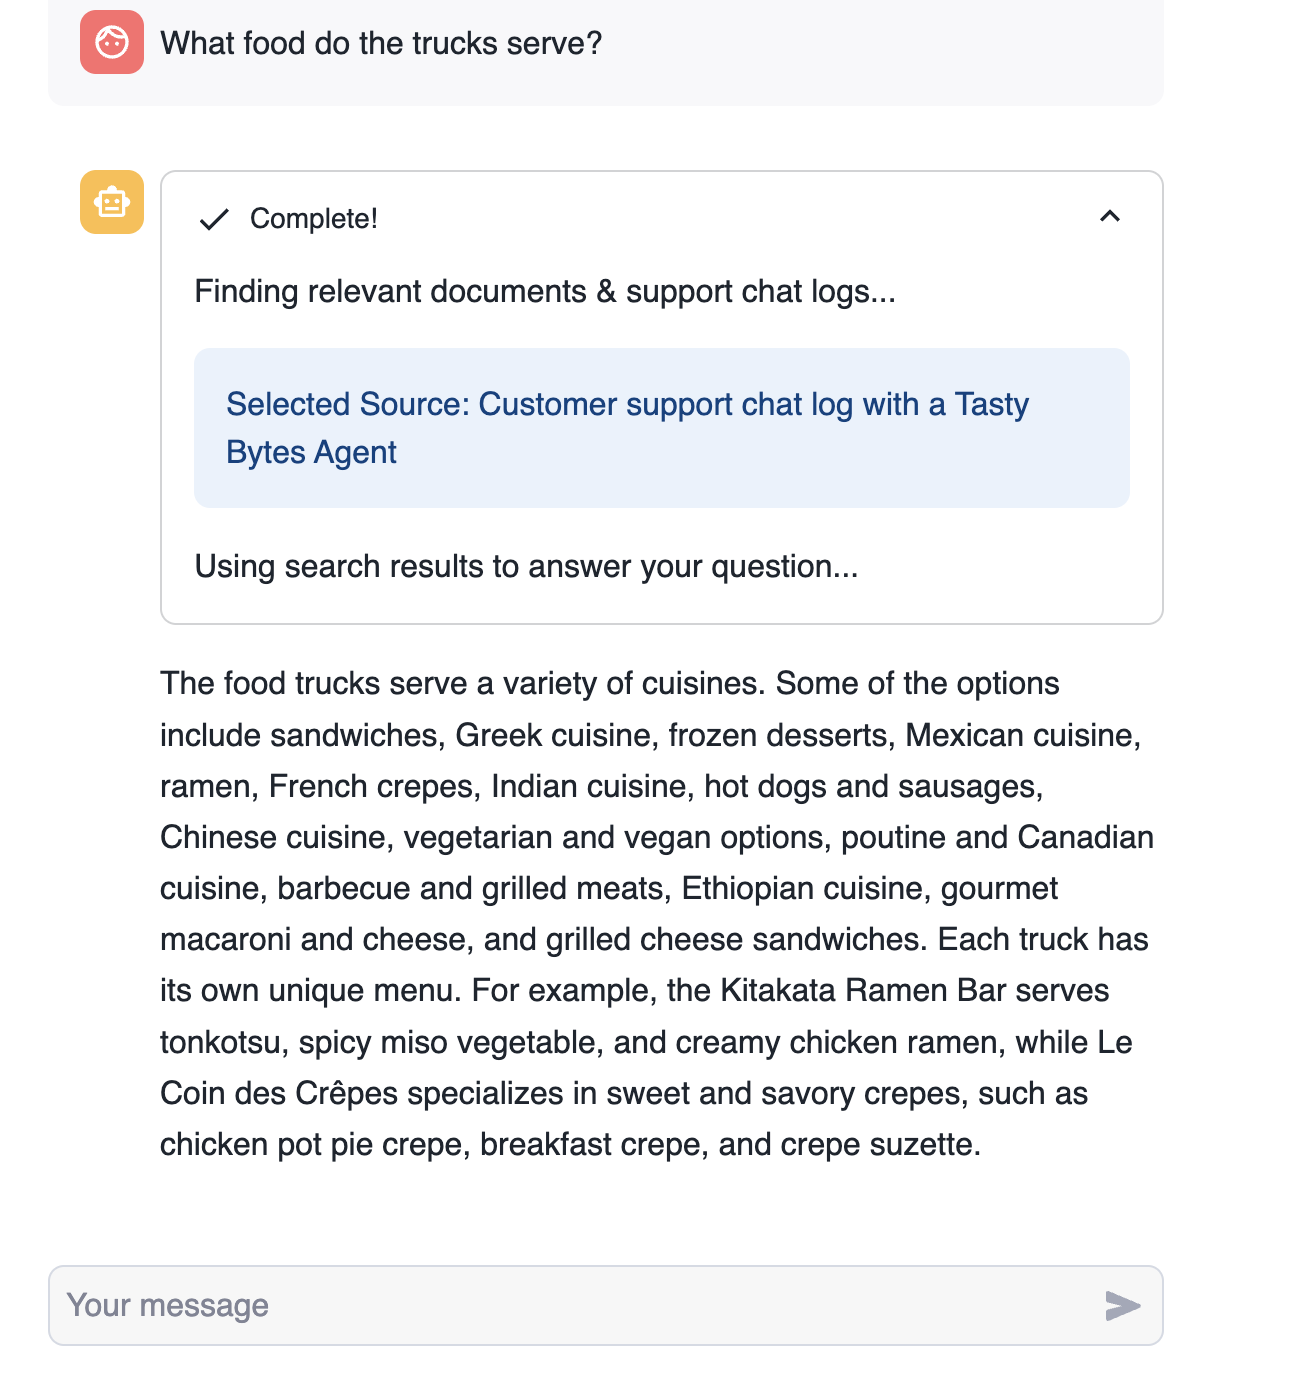 What food do the trucks serve?
Complete!
Finding relevant documents & support chat logs...
Selected Source: Customer support chat log with a Tasty
Bytes Agent
Using search results to answer your question...
The food trucks serve a variety of cuisines. Some of the options
include sandwiches, Greek cuisine, frozen desserts, Mexican cuisine,
ramen, French crepes, Indian cuisine, hot dogs and sausages,
Chinese cuisine, vegetarian and vegan options, poutine and Canadian
cuisine, barbecue and grilled meats, Ethiopian cuisine, gourmet
macaroni and cheese, and grilled cheese sandwiches. Each truck has
its own unique menu. For example, the Kitakata Ramen Bar serves
tonkotsu, spicy miso vegetable, and creamy chicken ramen, while Le
Coin des Crêpes specializes in sweet and savory crepes, such as
chicken pot pie crepe, breakfast crepe, and crepe suzette.
Your message